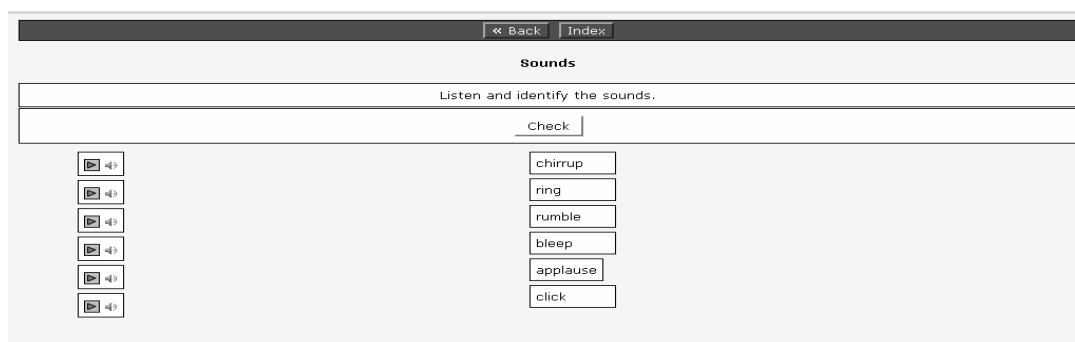 « Back Index
Sounds
Listen and identify the sounds.
Check
chirrup
ring
rumble
bleep
applause
click